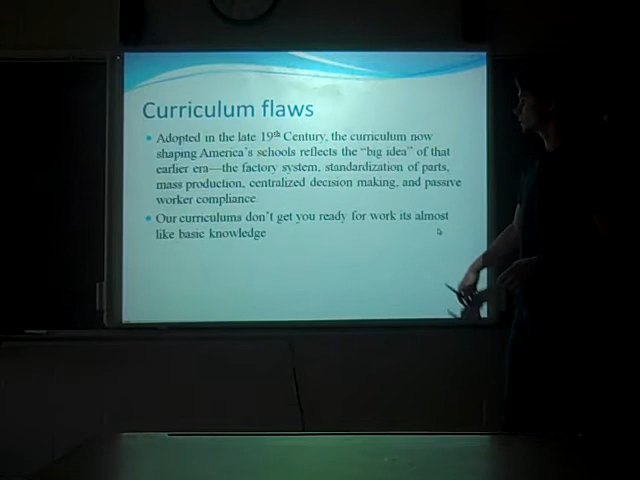 Curriculum flaws
• Adopted in the late 19th Century, the curriculum now
shaping America's schools reflects the "big idea" of that
earlier era—the factory system, standardization of parts,
mass production, centralized decision making, and passive
worker compliance
• Our curriculums don't get you ready for work its almost
like basic knowledge